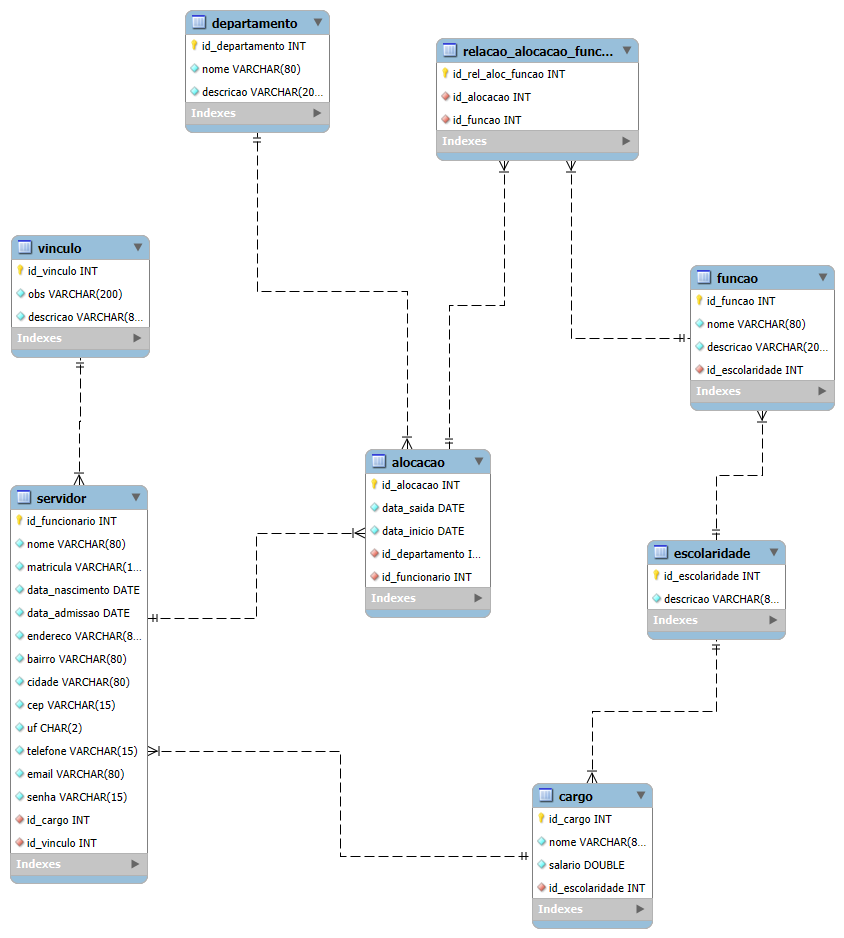 departamento
id_departamento INT
nome VARCHAR(80)
descricao VARCHAR(20...
Indexes
relacao_alocacao_func...
id_rel_aloc_funcao INT
id_alocacao INT
id_funcao INT
Indexes
vinculo
id_vinculo INT
obs VARCHAR(200)
descricao VARCHAR(8...
Indexes
funcao
id_funcao INT
nome VARCHAR(80)
descricao VARCHAR(20...
id_escolaridade INT
Indexes
alocacao
id_alocacao INT
data_saida DATE
data_inicio DATE
id_departamento I...
id_funcionario INT
Indexes
servidor
id_funcionario INT
nome VARCHAR(80)
matricula VARCHAR(1...
data_nascimento DATE
data_admissao DATE
endereco VARCHAR(8...
bairro VARCHAR(80)
cidade VARCHAR(80)
cep VARCHAR(15)
uf CHAR(2)
telefone VARCHAR(15)
email VARCHAR(80)
senha VARCHAR(15)
id_cargo INT
id_vinculo INT
Indexes
escolaridade
id_escolaridade INT
descricao VARCHAR(8...
Indexes
cargo
id_cargo INT
nome VARCHAR(8...
salario DOUBLE
id_escolaridade INT
Indexes